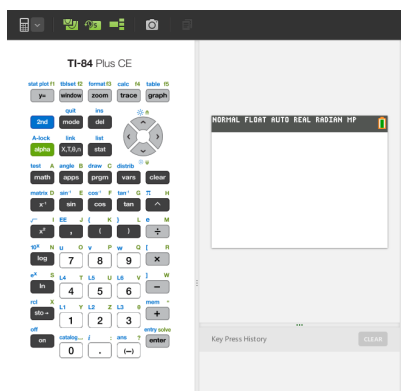 TI-84 Plus CE
stat plot f1 tblset f2 format f3 calc f4 table f5
y= window zoom trace graph
quit ins
2nd mode del
A-lock link list
alpha X,T,θ,n stat
test A angle B draw C distrib
math apps prgm vars clear
matrix D sin⁻¹ E cos⁻¹ F tan⁻¹ G π H
x⁻¹ sin cos tan ^
√ I EE J { K } L e M
x² , ( ) ÷
10ˣ N u O v P w Q [ R
log 7 8 9 ×
eˣ S L4 T L5 U L6 V ] W
ln 4 5 6 −
rcl X L1 Y L2 Z L3 θ mem "
sto→ 1 2 3 +
off catalog... i : ans ? entry solve
on 0 . (−) enter
NORMAL FLOAT AUTO REAL RADIAN MP
Key Press History CLEAR